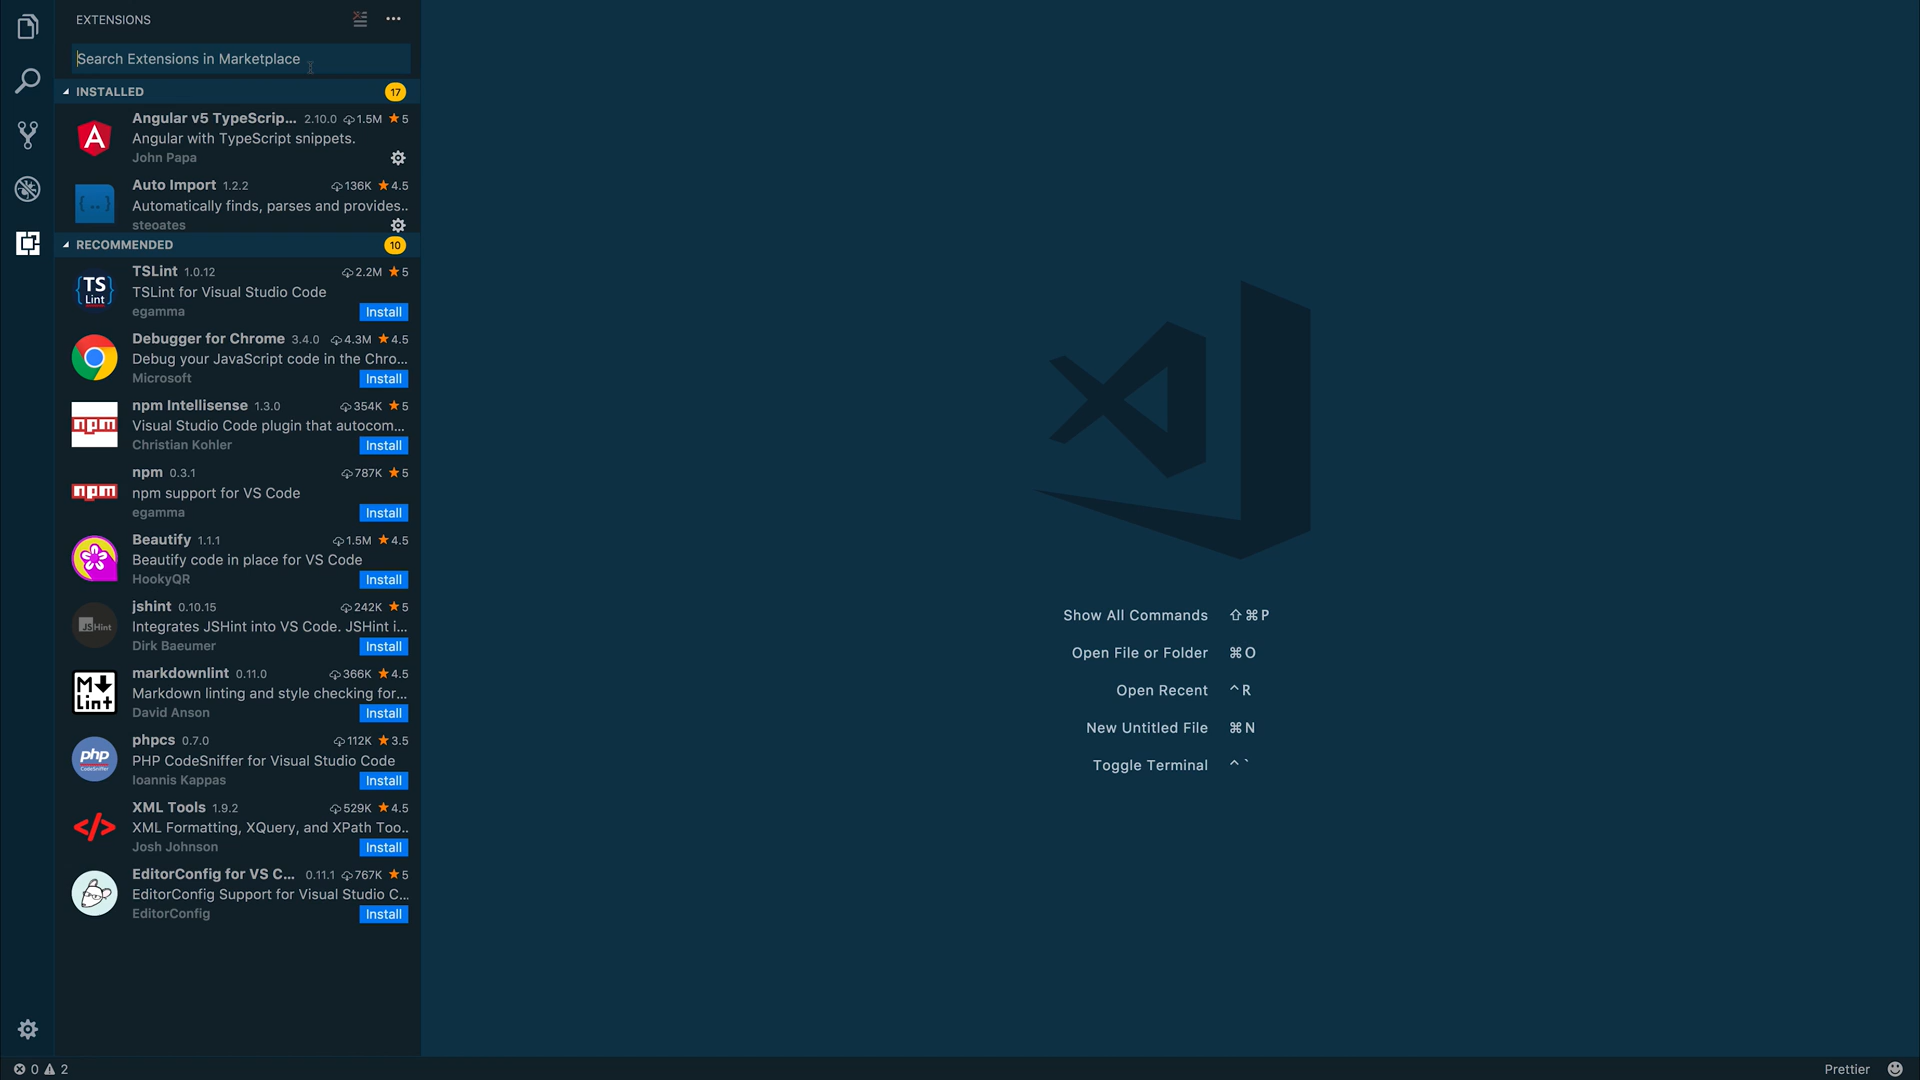 EXTENSIONS
Search Extensions in Marketplace
INSTALLED 17
Angular v5 TypeScrip... 2.10.0 1.5M ★5
Angular with TypeScript snippets.
John Papa
{..}
Auto Import 1.2.2 136K ★4.5
Automatically finds, parses and provides..
steoates
RECOMMENDED 10
TS Lint
TSLint 1.0.12 2.2M ★5
TSLint for Visual Studio Code
egamma Install
Debugger for Chrome 3.4.0 4.3M ★4.5
Debug your JavaScript code in the Chro...
Microsoft Install
npm
npm Intellisense 1.3.0 354K ★5
Visual Studio Code plugin that autocom...
Christian Kohler Install
npm
npm 0.3.1 787K ★5
npm support for VS Code
egamma Install
Beautify 1.1.1 1.5M ★4.5
Beautify code in place for VS Code
HookyQR Install
JSHint
jshint 0.10.15 242K ★5
Integrates JSHint into VS Code. JSHint i...
Dirk Baeumer Install
M↓ Lint
markdownlint 0.11.0 366K ★4.5
Markdown linting and style checking for...
David Anson Install
php CodeSniffer
phpcs 0.7.0 112K ★3.5
PHP CodeSniffer for Visual Studio Code
Ioannis Kappas Install
</>
XML Tools 1.9.2 529K ★4.5
XML Formatting, XQuery, and XPath Too..
Josh Johnson Install
EditorConfig for VS C... 0.11.1 767K ★5
EditorConfig Support for Visual Studio C...
EditorConfig Install
Show All Commands ⇧⌘P
Open File or Folder ⌘O
Open Recent ^R
New Untitled File ⌘N
Toggle Terminal ^`
0 2
Prettier